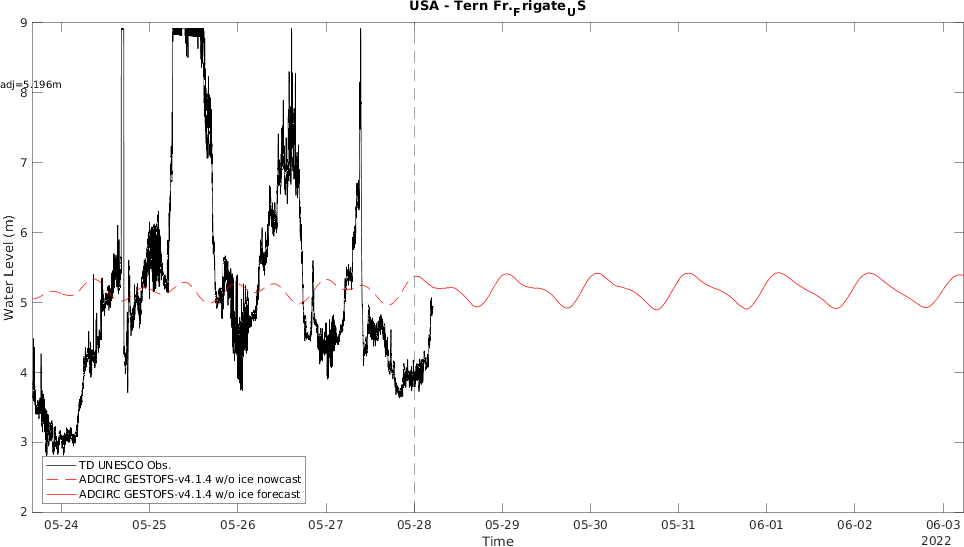 USA - Tern Fr.FrigateUS
adj=5.196m
9
8
7
6
5
4
3
2
Water Level (m)
TD UNESCO Obs.
ADCIRC GESTOFS-v4.1.4 w/o ice nowcast
ADCIRC GESTOFS-v4.1.4 w/o ice forecast
05-24 05-25 05-26 05-27 05-28 05-29 05-30 05-31 06-01 06-02 06-03
Time
2022